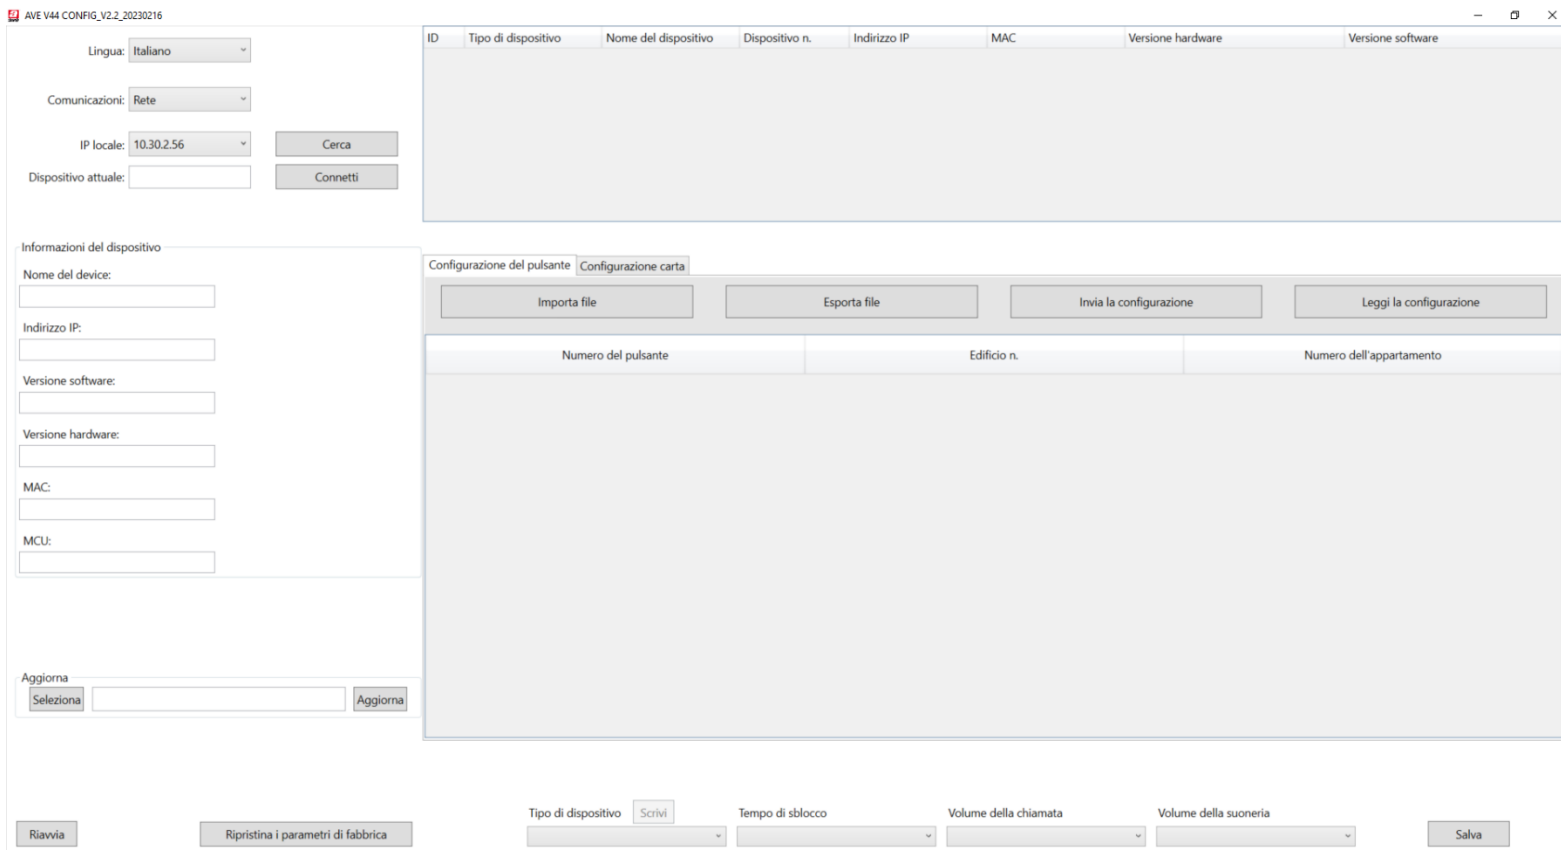 AVE V44 CONFIG_V2.2_20230216
Lingua: Italiano
Comunicazioni: Rete
IP locale: 10.30.2.56 Cerca
Dispositivo attuale: Connetti
ID Tipo di dispositivo Nome del dispositivo Dispositivo n. Indirizzo IP MAC Versione hardware Versione software
Informazioni del dispositivo
Nome del device:
Indirizzo IP:
Versione software:
Versione hardware:
MAC:
MCU:
Configurazione del pulsante Configurazione carta
Importa file Esporta file Invia la configurazione Leggi la configurazione
Numero del pulsante Edificio n. Numero dell'appartamento
Aggiorna
Seleziona Aggiorna
Tipo di dispositivo Scrivi Tempo di sblocco Volume della chiamata Volume della suoneria
Riavvia Ripristina i parametri di fabbrica Salva